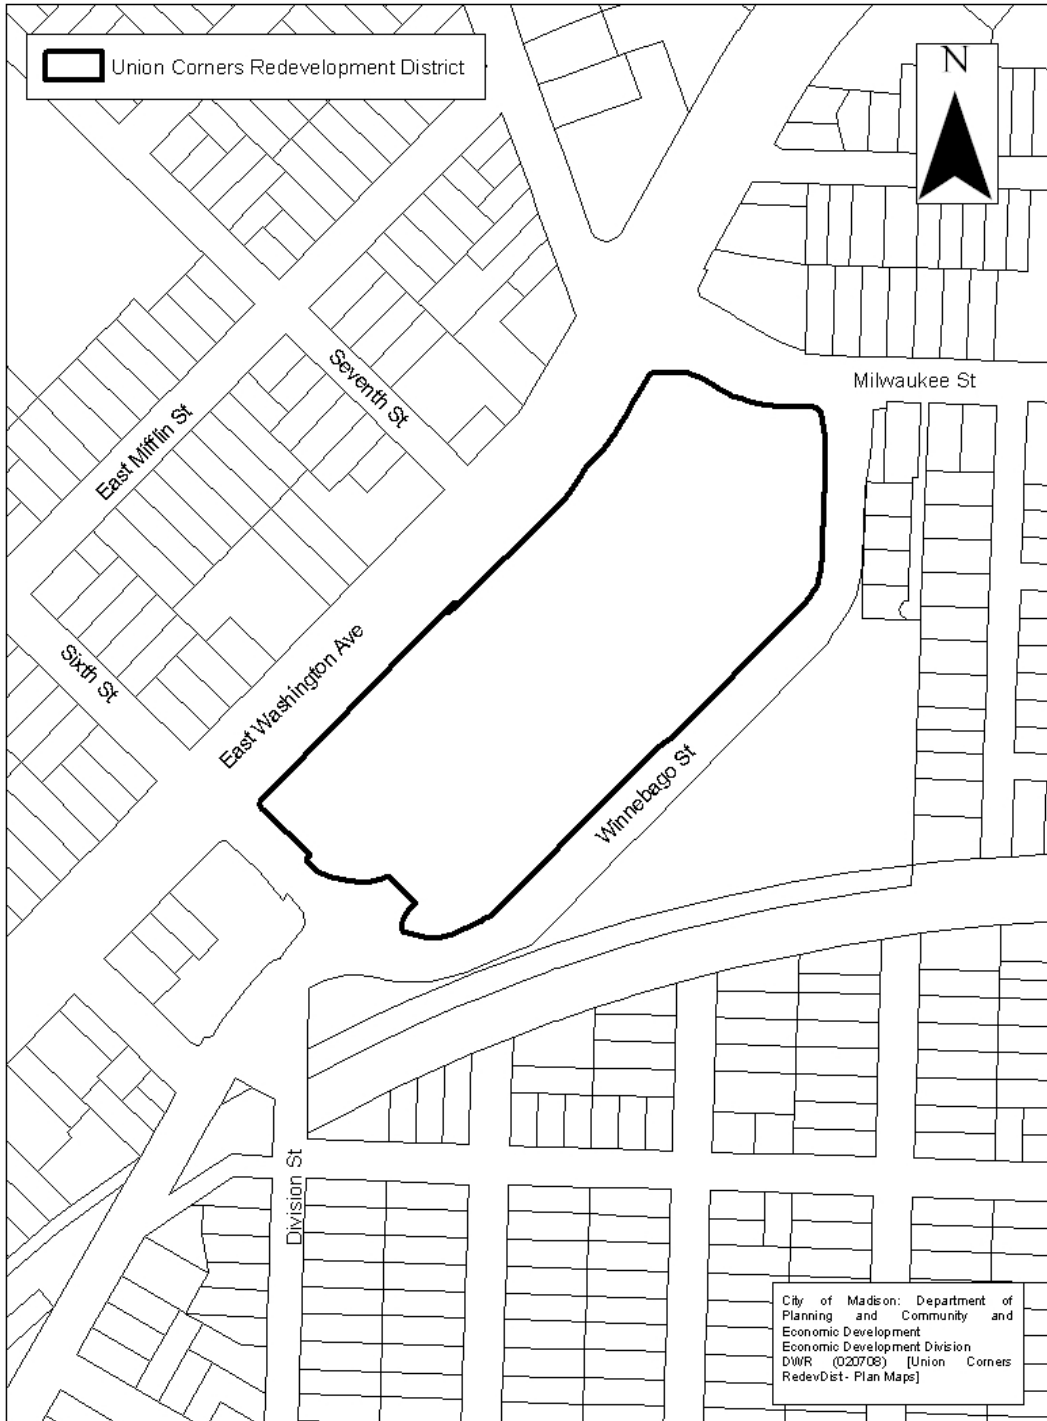 Union Corners Redevelopment District
N
Milwaukee St
Seventh St
East Mifflin St
Sixth St
East Washington Ave
Winnebago St
Division St
City of Madison: Department of
Planning and Community and
Economic Development
Economic Development Division
DWR (020708) [Union Corners
RedevDist - Plan Maps]